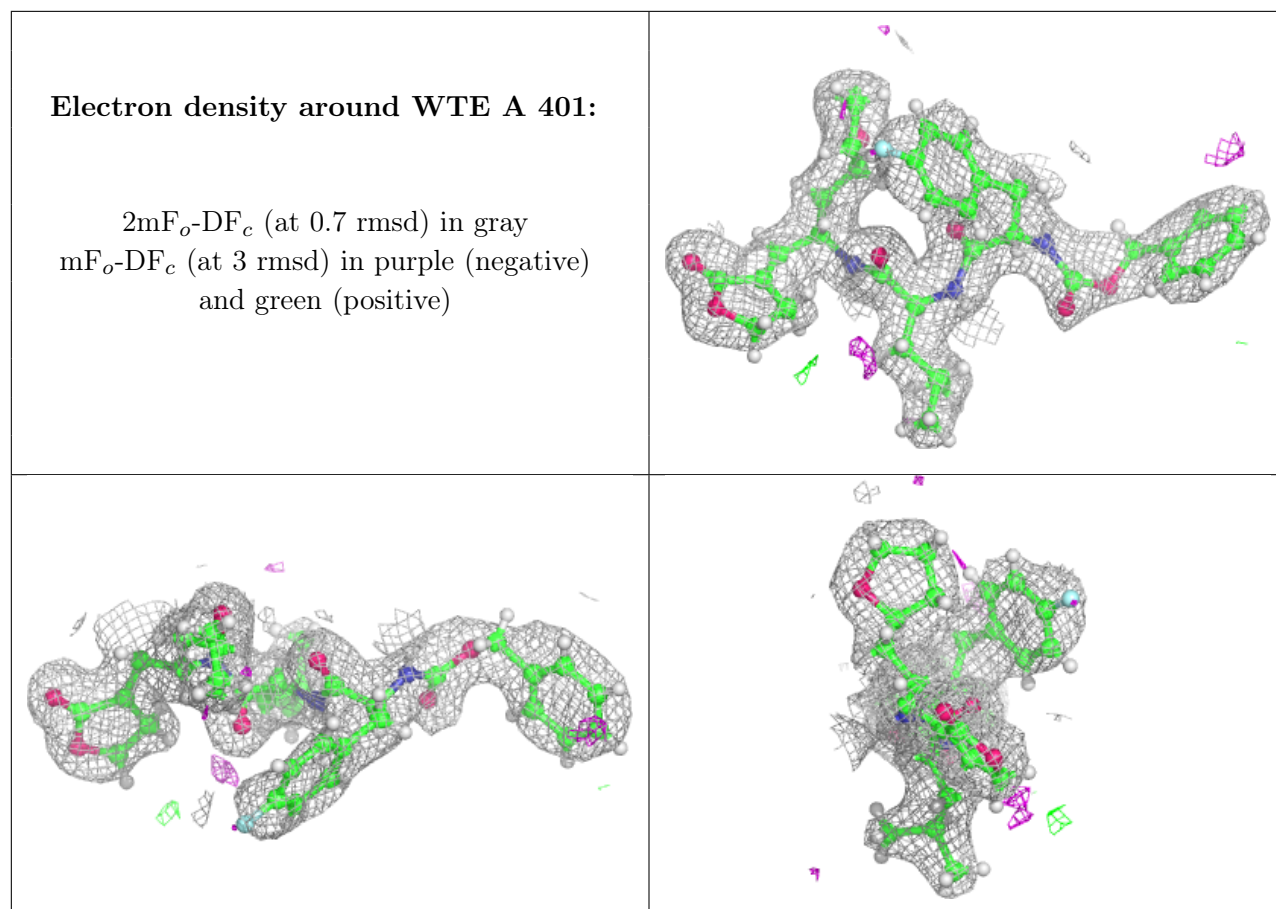 Electron density around WTE A 401:
2mFo-DFc (at 0.7 rmsd) in gray
mFo-DFc (at 3 rmsd) in purple (negative)
and green (positive)